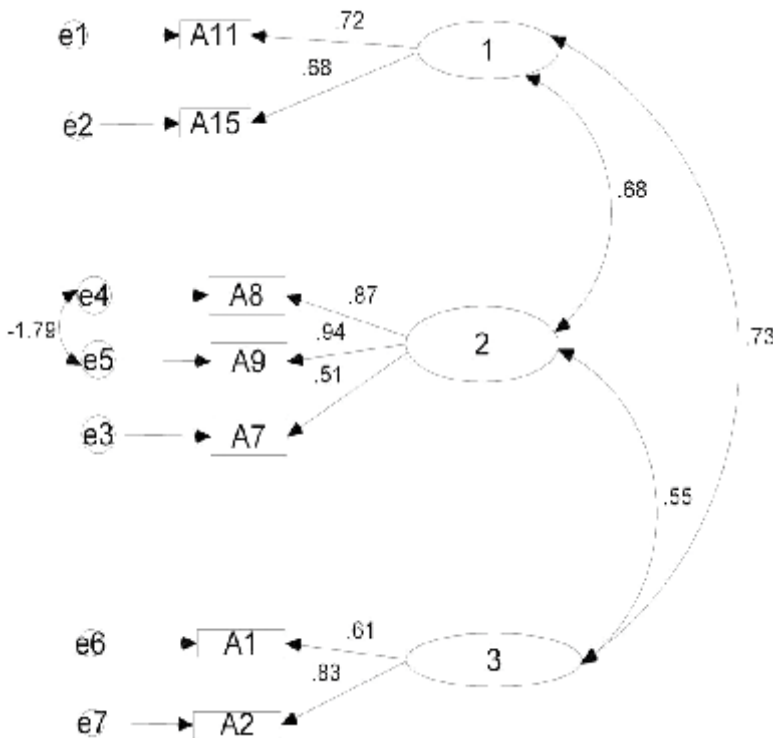 e1 A11 .72 1
e2 A15 .68
.68
e4 A8 .87
-1.79 .94 2 .73
e5 A9 .51
e3 A7
.55
e6 A1 .61 3
.83
e7 A2